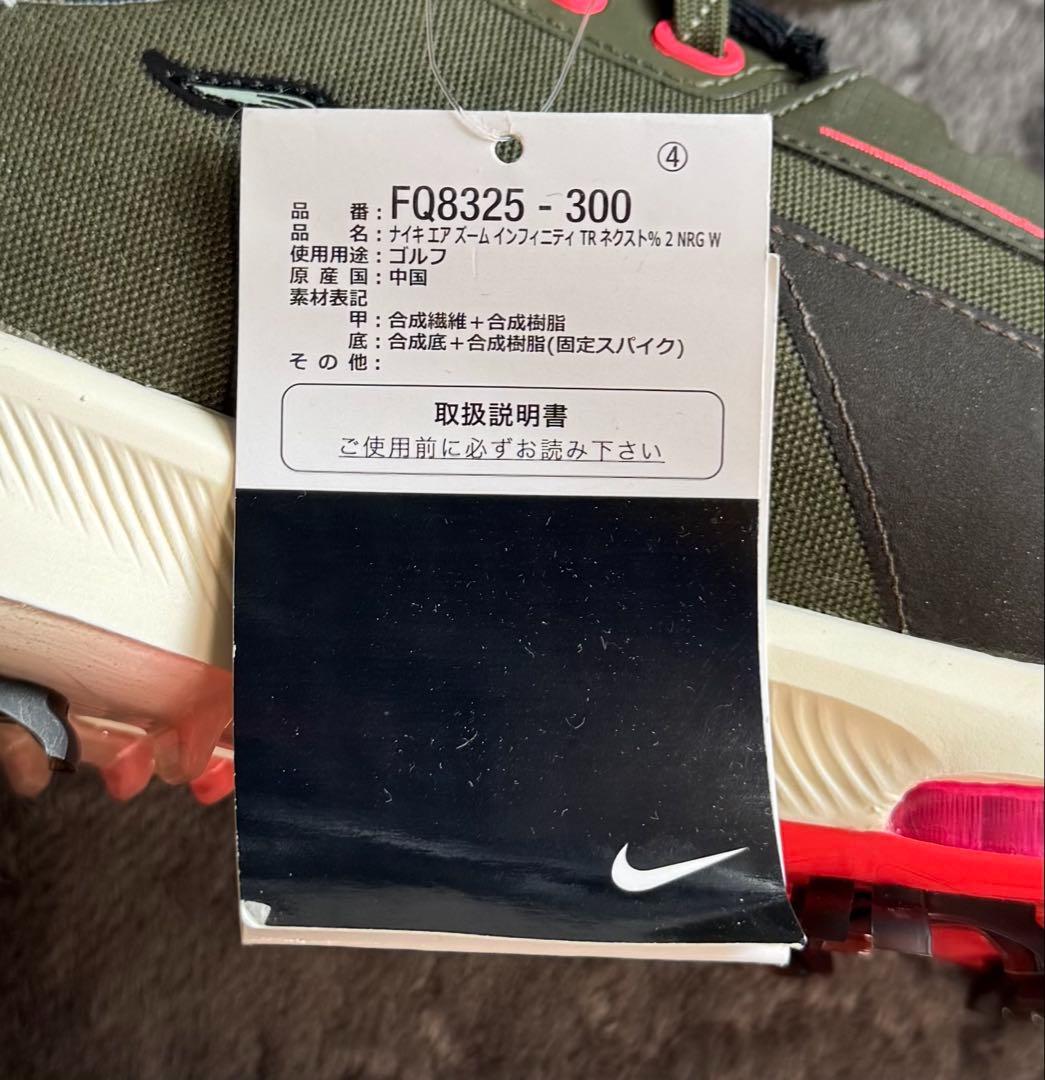 ④
品番：FQ8325 - 300
品名：ナイキ エア ズーム インフィニティ TR ネクスト% 2 NRG W
使用用途：ゴルフ
原産国：中国
素材表記
甲：合成繊維＋合成樹脂
底：合成底＋合成樹脂(固定スパイク)
その他：
取扱説明書
ご使用前に必ずお読み下さい